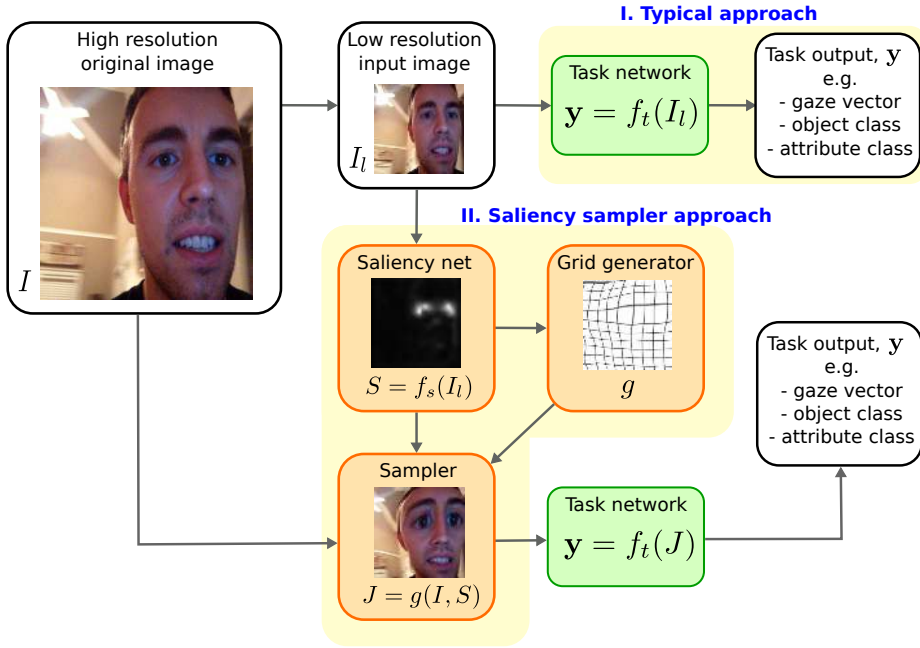 I. Typical approach
High resolution
original image
I
Low resolution
input image
I_l
Task network
y = f_t(I_l)
Task output, y
e.g.
- gaze vector
- object class
- attribute class
II. Saliency sampler approach
Saliency net
S = f_s(I_l)
Grid generator
g
Sampler
J = g(I, S)
Task network
y = f_t(J)
Task output, y
e.g.
- gaze vector
- object class
- attribute class